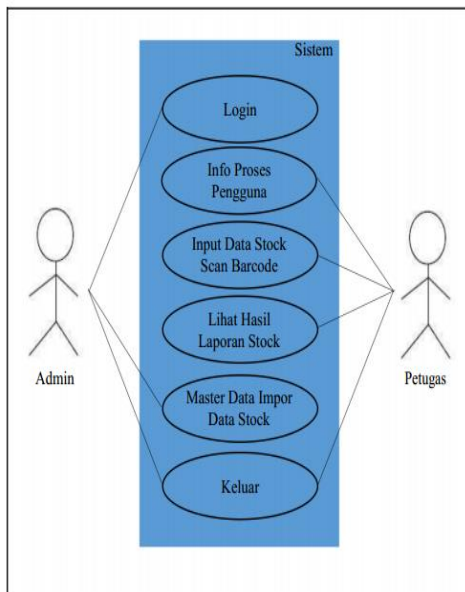 Sistem
Login
Info Proses
Pengguna
Input Data Stock
Scan Barcode
Lihat Hasil
Laporan Stock
Master Data Impor
Data Stock
Keluar
Admin
Petugas